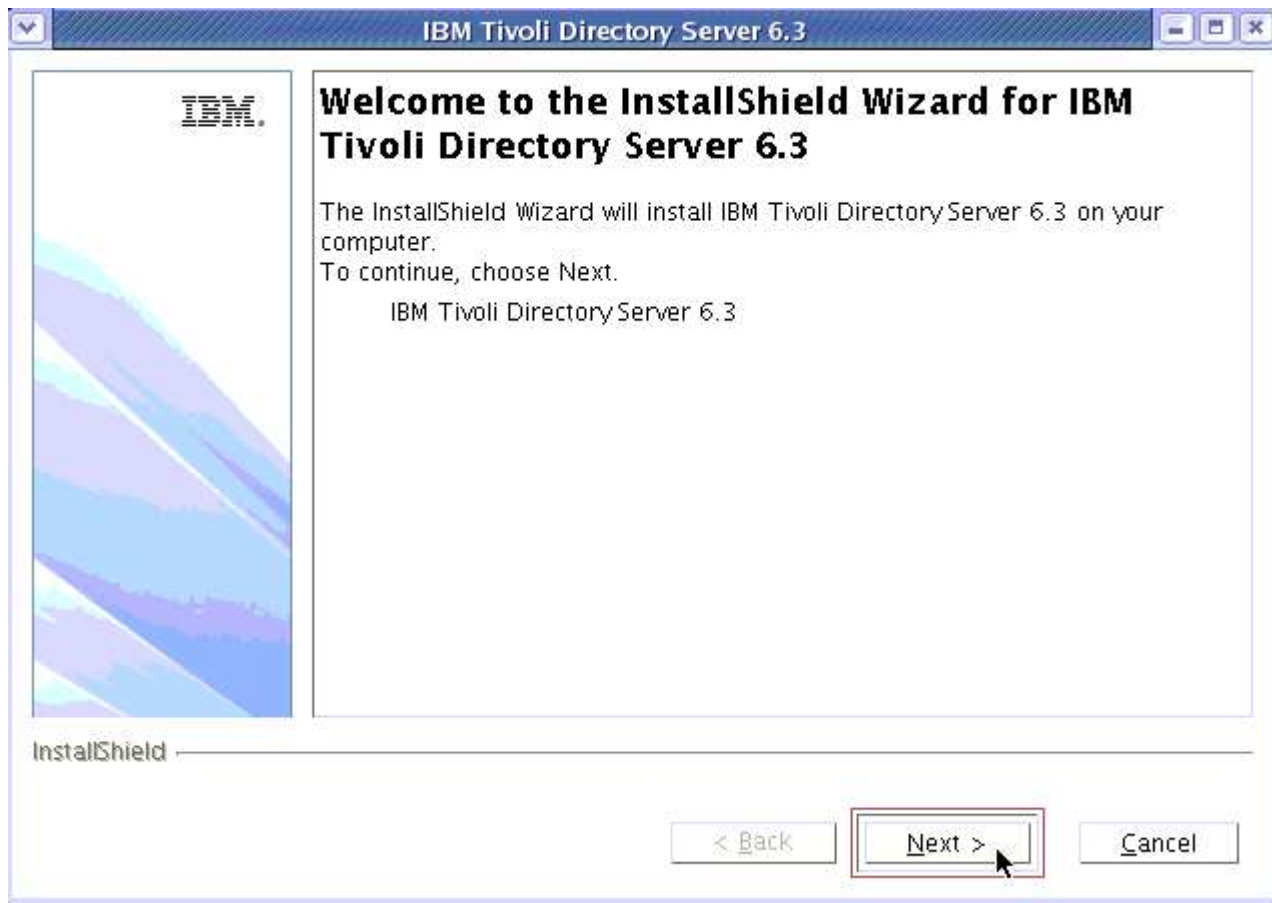 IBM Tivoli Directory Server 6.3
IBM.
Welcome to the InstallShield Wizard for IBM
Tivoli Directory Server 6.3
The InstallShield Wizard will install IBM Tivoli Directory Server 6.3 on your
computer.
To continue, choose Next.
IBM Tivoli Directory Server 6.3
InstallShield
< Back
Next >
Cancel